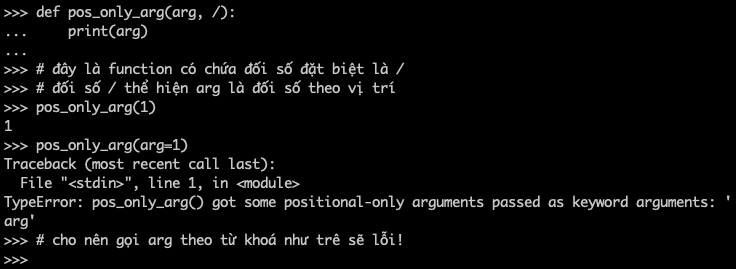 >>> def pos_only_arg(arg, /):
...     print(arg)
...
>>> # đây là function có chứa đối số đặt biệt là /
>>> # đối số / thể hiện arg là đối số theo vị trí
>>> pos_only_arg(1)
1
>>> pos_only_arg(arg=1)
Traceback (most recent call last):
  File "<stdin>", line 1, in <module>
TypeError: pos_only_arg() got some positional-only arguments passed as keyword arguments: '
arg'
>>> # cho nên gọi arg theo từ khoá như trê sẽ lỗi!
>>>